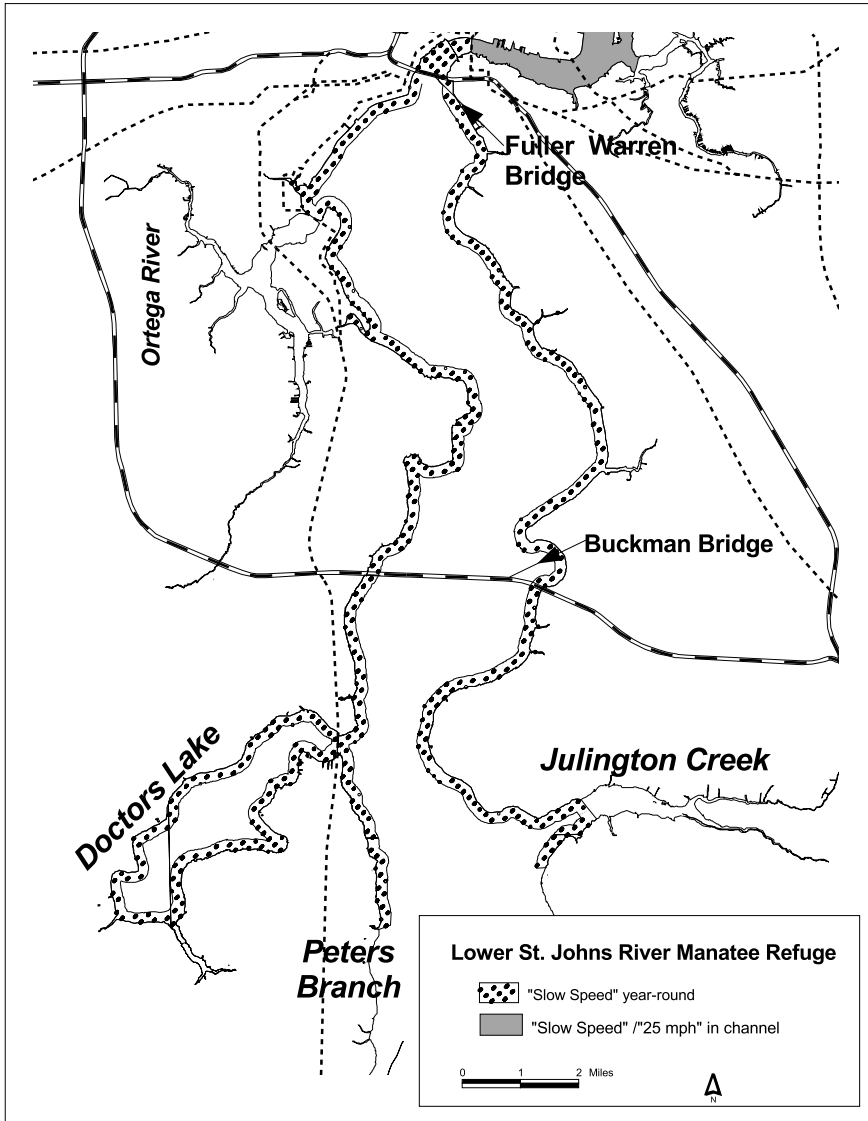 Fuller Warren
Bridge
Ortega River
Buckman Bridge
Doctors Lake
Julington Creek
Peters
Branch
Lower St. Johns River Manatee Refuge
"Slow Speed" year-round
"Slow Speed" /"25 mph" in channel
0 1 2 Miles
N